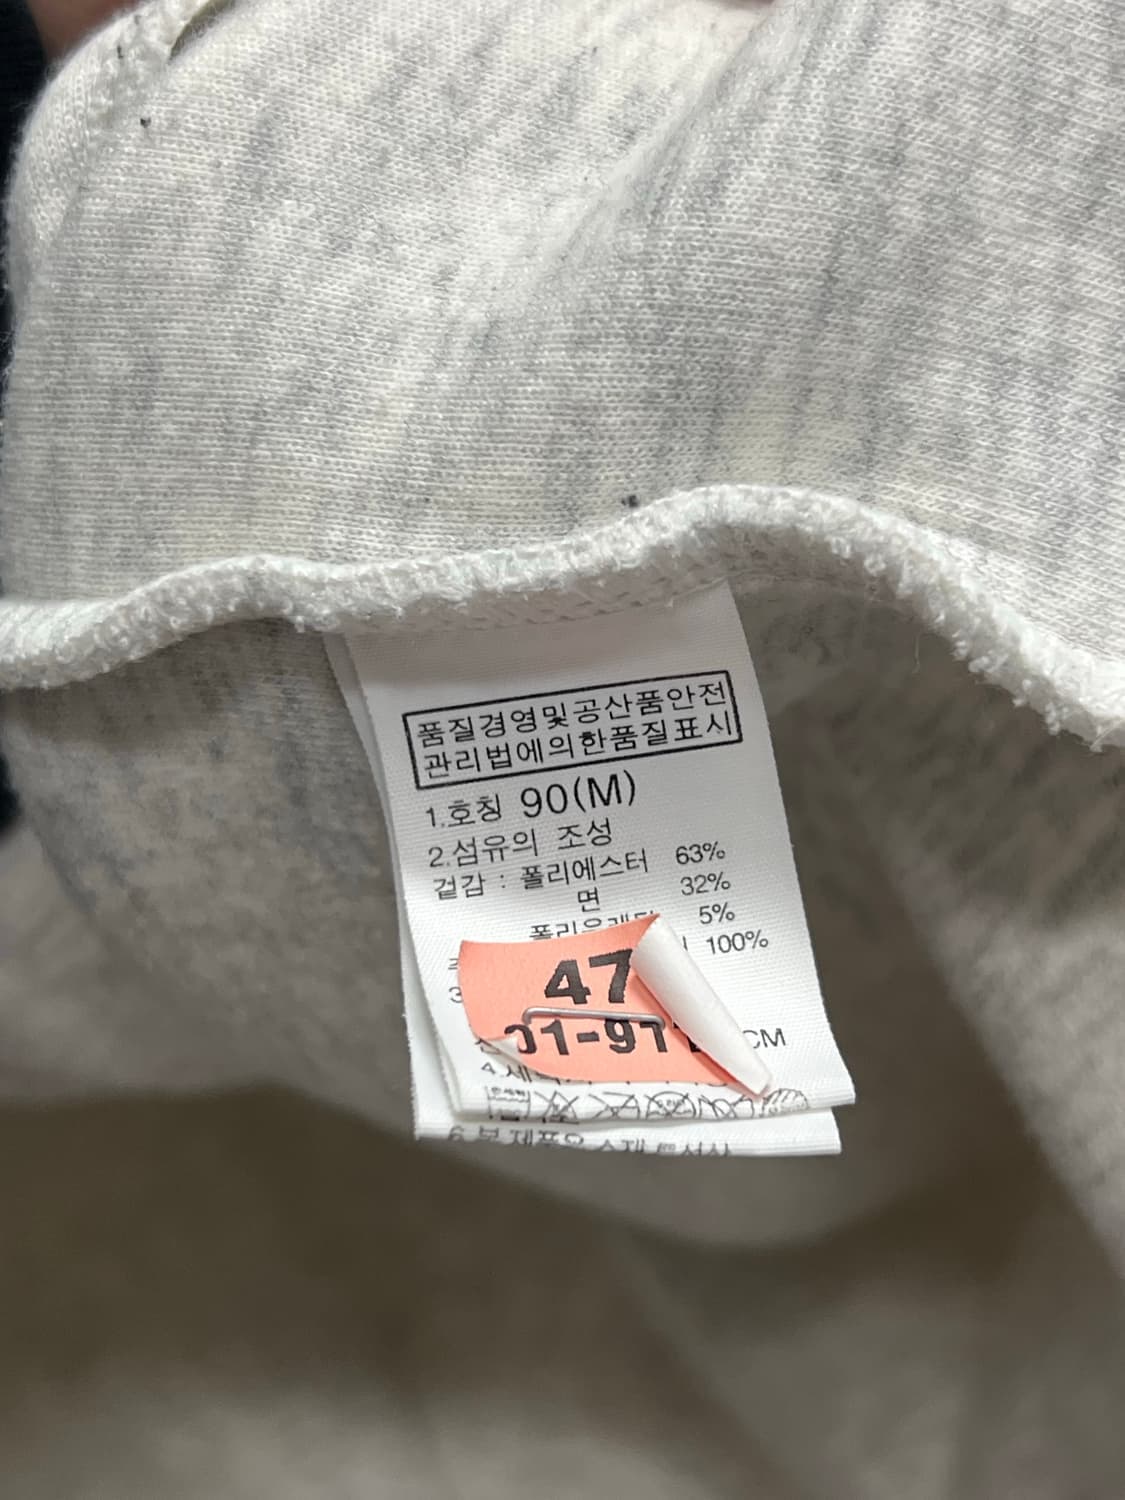 품질경영및공산품안전
관리법에의한품질표시
1.호칭 90(M)
2.섬유의 조성
겉감 : 폴리에스터 63%
면 32%
5%
100%
47
01-91
CM